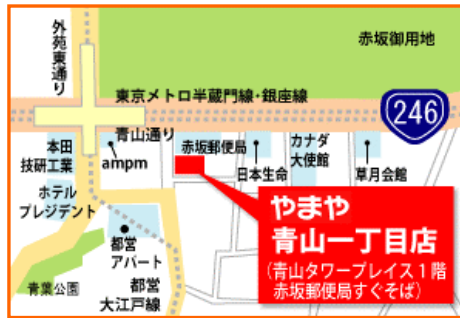 外苑東通り
赤坂御用地
東京メトロ半蔵門線・銀座線
246
青山通り
本田
技研工業
ampm
赤坂郵便局
日本生命
カナダ
大使館
草月会館
ホテル
プレジデント
都営
アパート
青葉公園
都営
大江戸線
やまや
青山一丁目店
(青山タワープレイス1階
赤坂郵便局すぐそば)